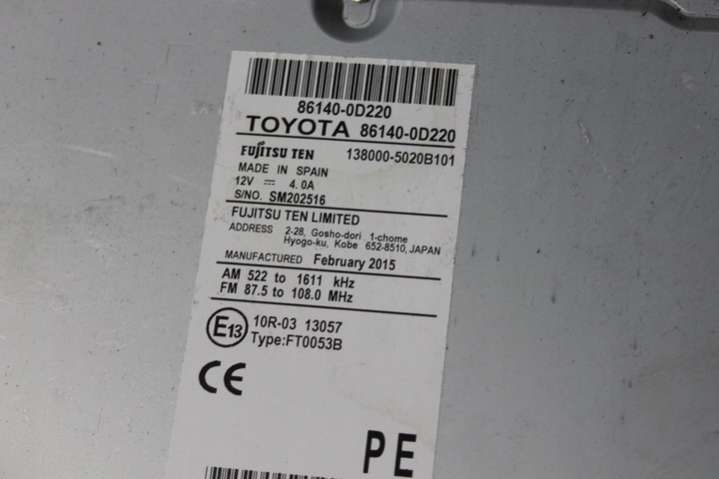 86140-0D220
TOYOTA 86140-0D220
FUJITSU TEN 138000-5020B101
MADE IN SPAIN
12V ⎓ 4.0A
S/NO. SM202516
FUJITSU TEN LIMITED
ADDRESS 2-28, Gosho-dori 1-chome
Hyogo-ku, Kobe 652-8510, JAPAN
MANUFACTURED February 2015
AM 522 to 1611 kHz
FM 87.5 to 108.0 MHz
E13 10R-03 13057
Type:FT0053B
CE
PE